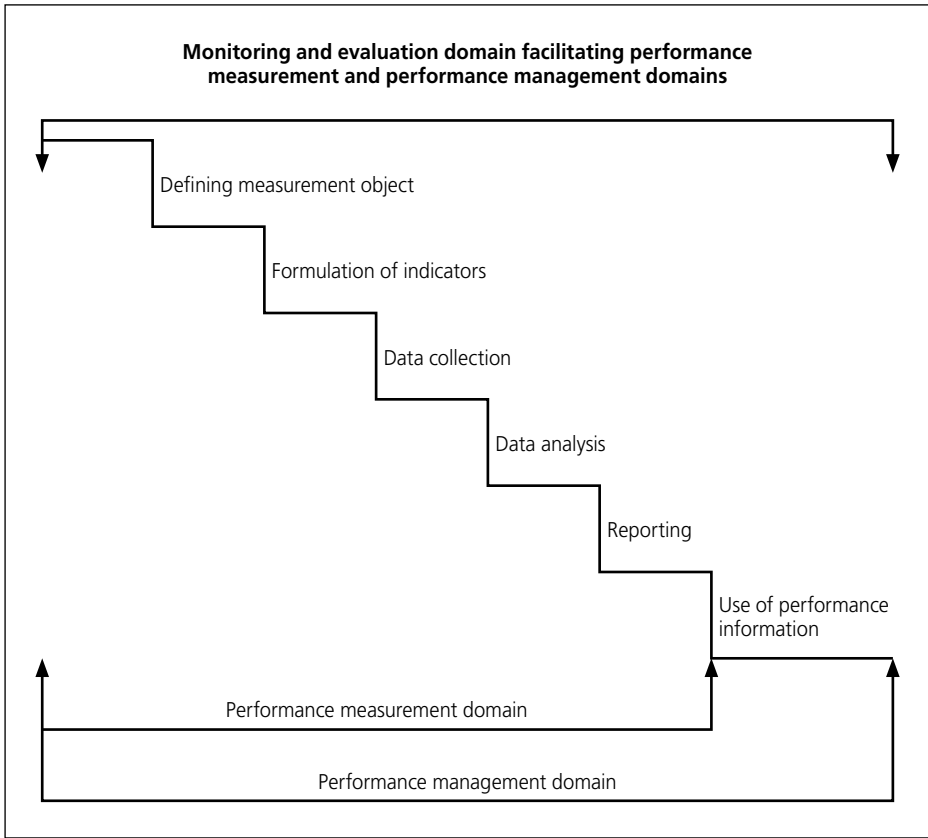 Monitoring and evaluation domain facilitating performance
measurement and performance management domains
Defining measurement object
Formulation of indicators
Data collection
Data analysis
Reporting
Use of performance
information
Performance measurement domain
Performance management domain